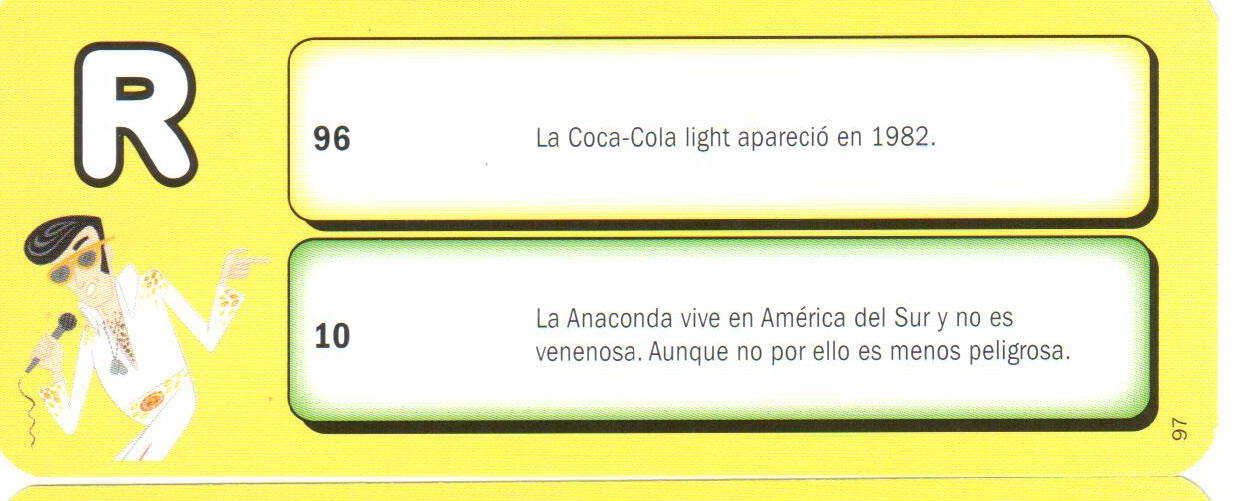 R
96
La Coca-Cola light apareció en 1982.
10
La Anaconda vive en América del Sur y no es
venenosa. Aunque no por ello es menos peligrosa.
97